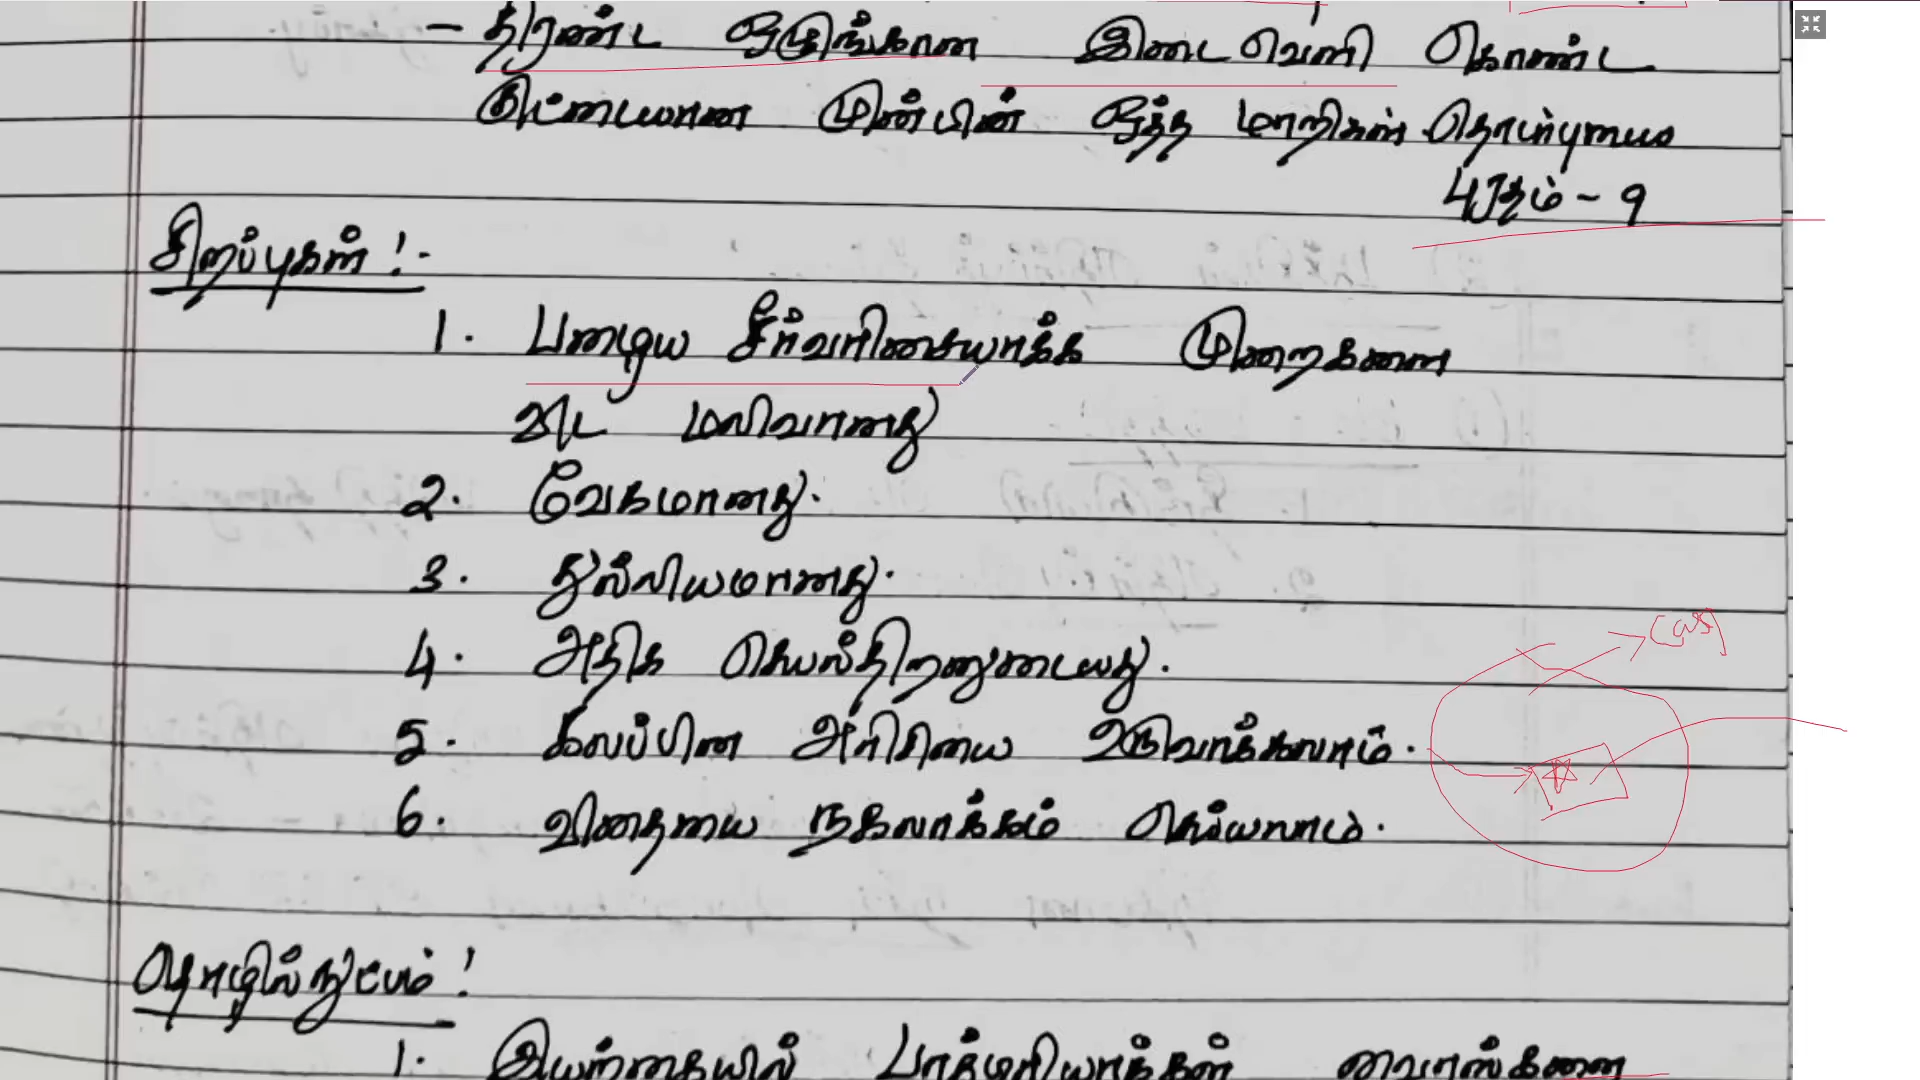 - திரண்ட ஒழுங்கான இடைவெளி கொண்ட
குட்டையான முன்பின் ஒத்த மாறிகள் தொடர்புடைய
புரதம் - 9
சிறப்புகள் :-
1. பழைய சீர்வரிசையாக்க முறைகளை
விட மலிவானது
2. வேகமானது.
3. துல்லியமானது.
4. அதிக செயல்திறனுடையது.
5. கலப்பின அரிசியை உருவாக்கலாம்.
6. விதையை நகலாக்கம் செய்யலாம்.
Cas9
தொழில்நுட்பம் :
1. இயற்கையில் பாக்டீரியாக்கள் வைரஸ்களை